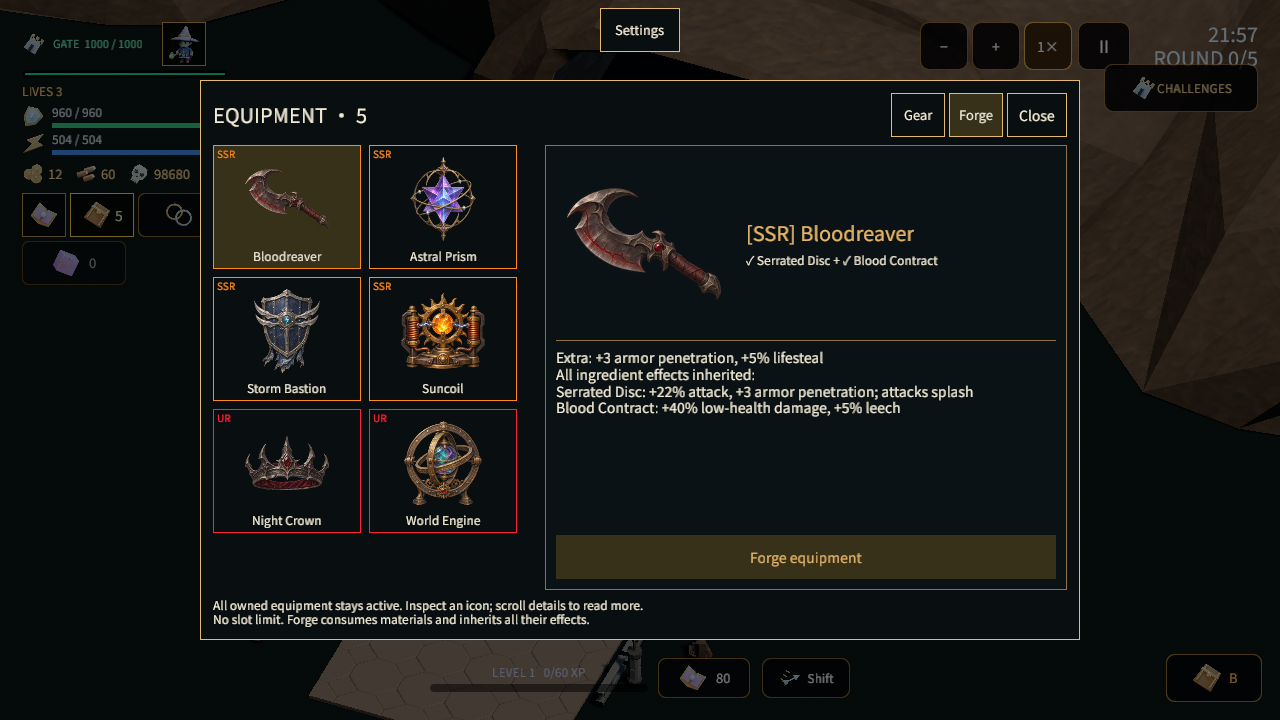 Settings
GATE 1000 / 1000
− + 1× II
21:57
ROUND 0/5
CHALLENGES
LIVES 3
960 / 960
504 / 504
12 60 98680
5
0
EQUIPMENT • 5
Gear Forge Close
SSR
Bloodreaver
SSR
Astral Prism
SSR
Storm Bastion
SSR
Suncoil
UR
Night Crown
UR
World Engine
[SSR] Bloodreaver
✓ Serrated Disc + ✓ Blood Contract
Extra: +3 armor penetration, +5% lifesteal
All ingredient effects inherited:
Serrated Disc: +22% attack, +3 armor penetration; attacks splash
Blood Contract: +40% low-health damage, +5% leech
Forge equipment
All owned equipment stays active. Inspect an icon; scroll details to read more.
No slot limit. Forge consumes materials and inherits all their effects.
LEVEL 1 0/60 XP
80
Shift
B